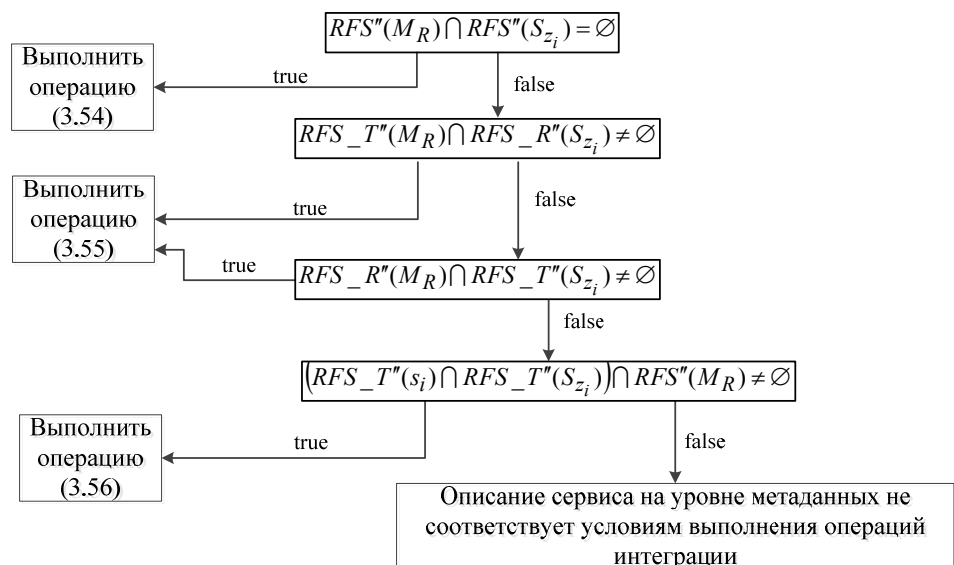 RFS″(M_R)⋂RFS″(S_{z_i})=∅
Выполнить
операцию
(3.54)
true
false
RFS_T″(M_R)⋂RFS_R″(S_{z_i})≠∅
Выполнить
операцию
(3.55)
true
false
true
RFS_R″(M_R)⋂RFS_T″(S_{z_i})≠∅
false
(RFS_T″(s_i)⋂RFS_T″(S_{z_i}))⋂RFS″(M_R)≠∅
Выполнить
операцию
(3.56)
true
false
Описание сервиса на уровне метаданных не
соответствует условиям выполнения операций
интеграции